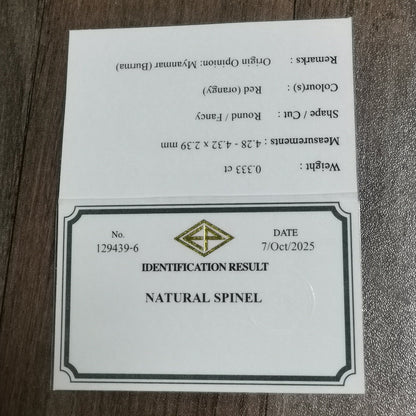 Weight : 0.333 ct
Measurements : 4.28 - 4.32 x 2.39 mm
Shape / Cut : Round / Fancy
Colour(s) : Red (orangy)
Remarks : Origin Opinion: Myanmar (Burma)
No.
129439-6
DATE
7/Oct/2025
IDENTIFICATION RESULT
NATURAL SPINEL